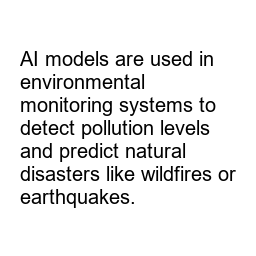 AI models are used in
environmental
monitoring systems to
detect pollution levels
and predict natural
disasters like wildfires or
earthquakes.